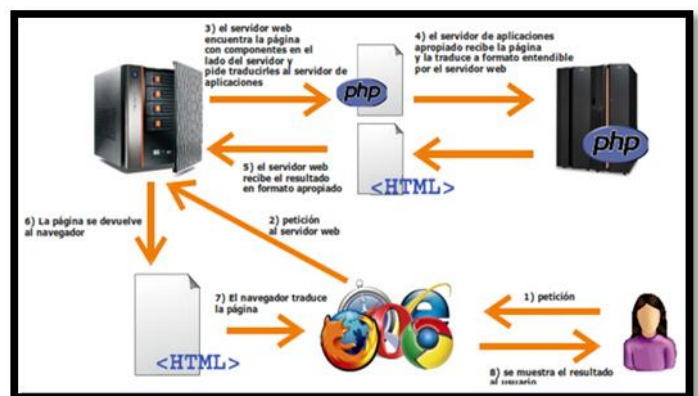 3) el servidor web
encuentra la página
con componentes en el
lado del servidor y
pide traducirles al servidor de
aplicaciones
4) el servidor de aplicaciones
apropiado recibe la página
y la traduce a formato entendible
por el servidor web
php
php
5) el servidor web
recibe el resultado
en formato apropiado
<HTML>
6) La página se devuelve
al navegador
2) petición
al servidor web
7) El navegador traduce
la página
1) petición
<HTML>
8) se muestra el resultado
al usuario